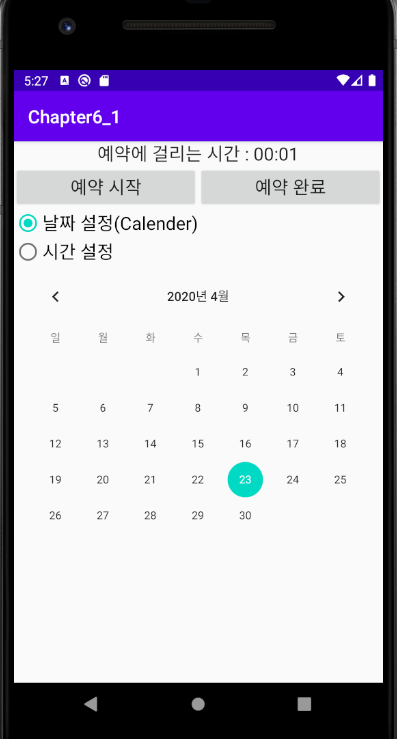 5:27
Chapter6_1
예약에 걸리는 시간 : 00:01
예약 시작 예약 완료
날짜 설정(Calender)
시간 설정
2020년 4월
일 월 화 수 목 금 토
1 2 3 4
5 6 7 8 9 10 11
12 13 14 15 16 17 18
19 20 21 22 23 24 25
26 27 28 29 30